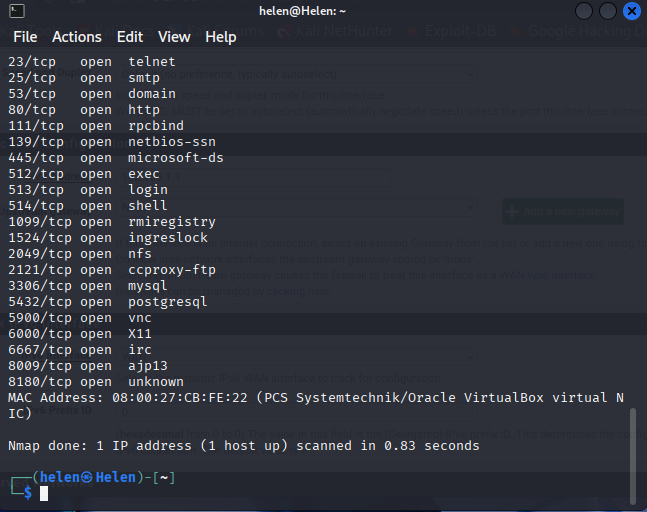 helen@Helen: ~
File Actions Edit View Help
23/tcp open telnet
25/tcp open smtp
53/tcp open domain
80/tcp open http
111/tcp open rpcbind
139/tcp open netbios-ssn
445/tcp open microsoft-ds
512/tcp open exec
513/tcp open login
514/tcp open shell
1099/tcp open rmiregistry
1524/tcp open ingreslock
2049/tcp open nfs
2121/tcp open ccproxy-ftp
3306/tcp open mysql
5432/tcp open postgresql
5900/tcp open vnc
6000/tcp open X11
6667/tcp open irc
8009/tcp open ajp13
8180/tcp open unknown
MAC Address: 08:00:27:CB:FE:22 (PCS Systemtechnik/Oracle VirtualBox virtual N
IC)
Nmap done: 1 IP address (1 host up) scanned in 0.83 seconds
┌──(helen㉿Helen)-[~]
└─$